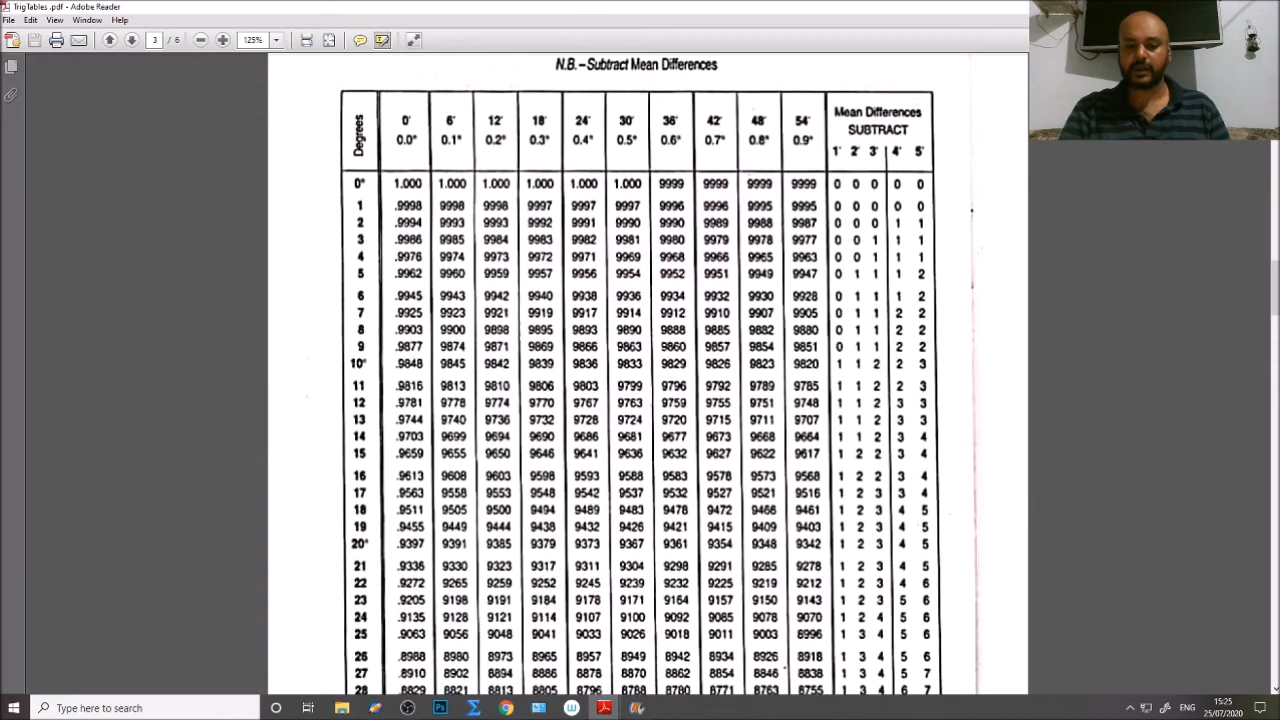 TrigTables .pdf - Adobe Reader
File Edit View Window Help
3 / 6 125%
N.B.–Subtract Mean Differences
Degrees 0' 6' 12' 18' 24' 30' 36' 42' 48' 54' Mean Differences
SUBTRACT
0.0° 0.1° 0.2° 0.3° 0.4° 0.5° 0.6° 0.7° 0.8° 0.9° 1' 2' 3' 4' 5'
0° 1.000 1.000 1.000 1.000 1.000 1.000 9999 9999 9999 9999 0 0 0 0 0
1 .9998 9998 9998 9997 9997 9997 9996 9996 9995 9995 0 0 0 0 0
2 .9994 9993 9993 9992 9991 9990 9990 9989 9988 9987 0 0 0 1 1
3 .9986 9985 9984 9983 9982 9981 9980 9979 9978 9977 0 0 1 1 1
4 .9976 9974 9973 9972 9971 9969 9968 9966 9965 9963 0 0 1 1 1
5 .9962 9960 9959 9957 9956 9954 9952 9951 9949 9947 0 1 1 1 2
6 .9945 9943 9942 9940 9938 9936 9934 9932 9930 9928 0 1 1 1 2
7 .9925 9923 9921 9919 9917 9914 9912 9910 9907 9905 0 1 1 2 2
8 .9903 9900 9898 9895 9893 9890 9888 9885 9882 9880 0 1 1 2 2
9 .9877 9874 9871 9869 9866 9863 9860 9857 9854 9851 0 1 1 2 2
10° .9848 9845 9842 9839 9836 9833 9829 9826 9823 9820 1 1 2 2 3
11 .9816 9813 9810 9806 9803 9799 9796 9792 9789 9785 1 1 2 2 3
12 .9781 9778 9774 9770 9767 9763 9759 9755 9751 9748 1 1 2 3 3
13 .9744 9740 9736 9732 9728 9724 9720 9715 9711 9707 1 1 2 3 3
14 .9703 9699 9694 9690 9686 9681 9677 9673 9668 9664 1 1 2 3 4
15 .9659 9655 9650 9646 9641 9636 9632 9627 9622 9617 1 2 2 3 4
16 .9613 9608 9603 9598 9593 9588 9583 9578 9573 9568 1 2 2 3 4
17 .9563 9558 9553 9548 9542 9537 9532 9527 9521 9516 1 2 3 3 4
18 .9511 9505 9500 9494 9489 9483 9478 9472 9466 9461 1 2 3 4 5
19 .9455 9449 9444 9438 9432 9426 9421 9415 9409 9403 1 2 3 4 5
20° .9397 9391 9385 9379 9373 9367 9361 9354 9348 9342 1 2 3 4 5
21 .9336 9330 9323 9317 9311 9304 9298 9291 9285 9278 1 2 3 4 5
22 .9272 9265 9259 9252 9245 9239 9232 9225 9219 9212 1 2 3 4 6
23 .9205 9198 9191 9184 9178 9171 9164 9157 9150 9143 1 2 3 5 6
24 .9135 9128 9121 9114 9107 9100 9092 9085 9078 9070 1 2 4 5 6
25 .9063 9056 9048 9041 9033 9026 9018 9011 9003 8996 1 3 4 5 6
26 .8988 8980 8973 8965 8957 8949 8942 8934 8926 8918 1 3 4 5 6
27 .8910 8902 8894 8886 8878 8870 8862 8854 8846 8838 1 3 4 5 7
28 .8829 8821 8813 8805 8796 8788 8780 8771 8763 8755 1 3 4 6 7
Type here to search
15:25
25/07/2020